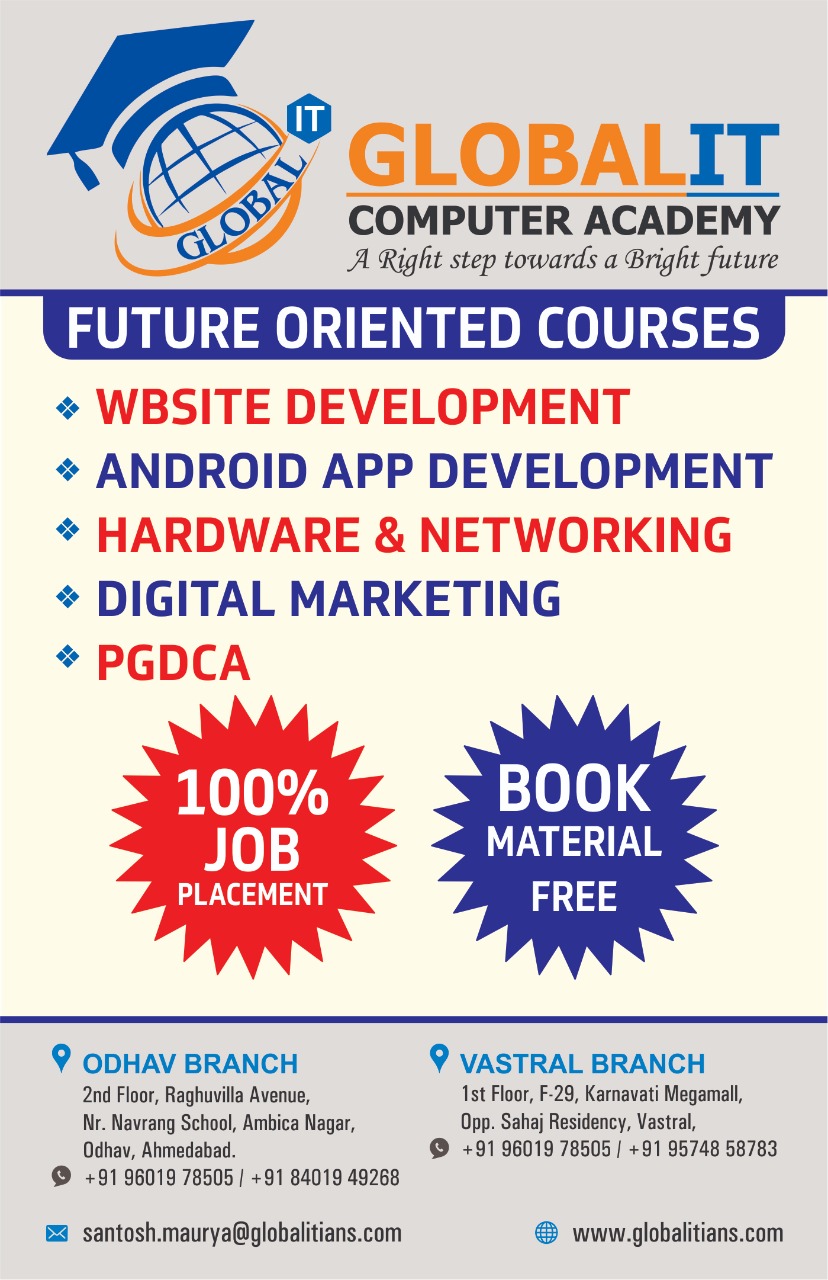 IT
GLOBAL
GLOBALIT
COMPUTER ACADEMY
A Right step towards a Bright future
FUTURE ORIENTED COURSES
WBSITE DEVELOPMENT
ANDROID APP DEVELOPMENT
HARDWARE & NETWORKING
DIGITAL MARKETING
PGDCA
100%
JOB
PLACEMENT
BOOK
MATERIAL
FREE
ODHAV BRANCH
2nd Floor, Raghuvilla Avenue,
Nr. Navrang School, Ambica Nagar,
Odhav, Ahmedabad.
+91 96019 78505 / +91 84019 49268
VASTRAL BRANCH
1st Floor, F-29, Karnavati Megamall,
Opp. Sahaj Residency, Vastral,
+91 96019 78505 / +91 95748 58783
santosh.maurya@globalitians.com
www.globalitians.com